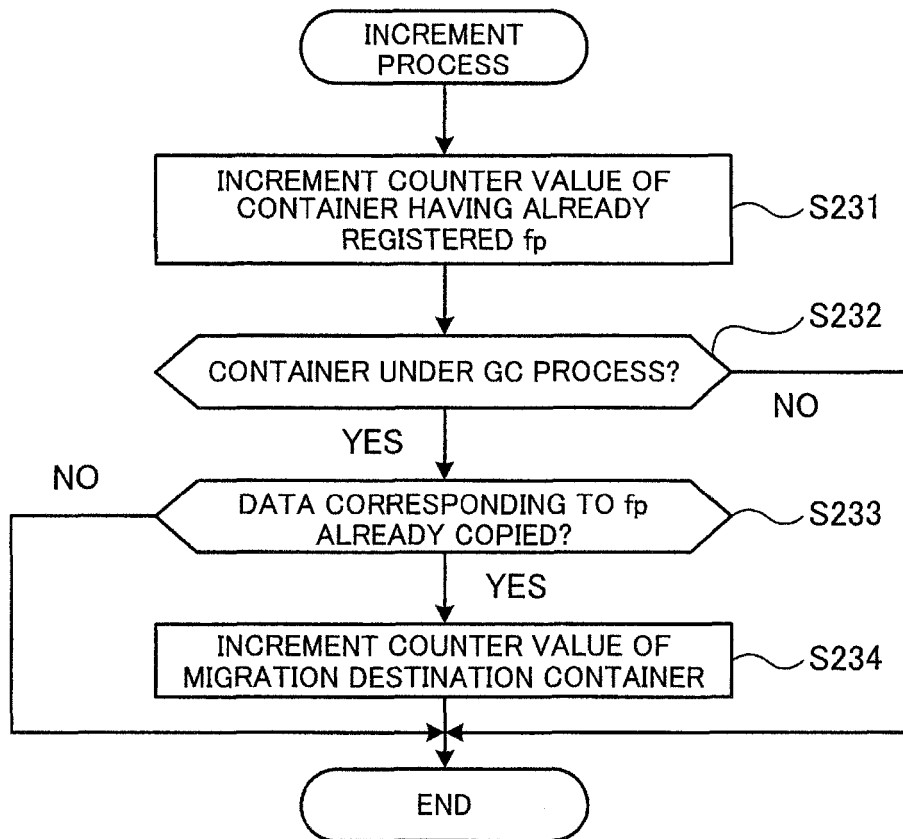 INCREMENT
PROCESS
INCREMENT COUNTER VALUE OF
CONTAINER HAVING ALREADY
REGISTERED fp
S231
S232
CONTAINER UNDER GC PROCESS?
NO
YES
NO
DATA CORRESPONDING TO fp
ALREADY COPIED?
S233
YES
INCREMENT COUNTER VALUE OF
MIGRATION DESTINATION CONTAINER
S234
END